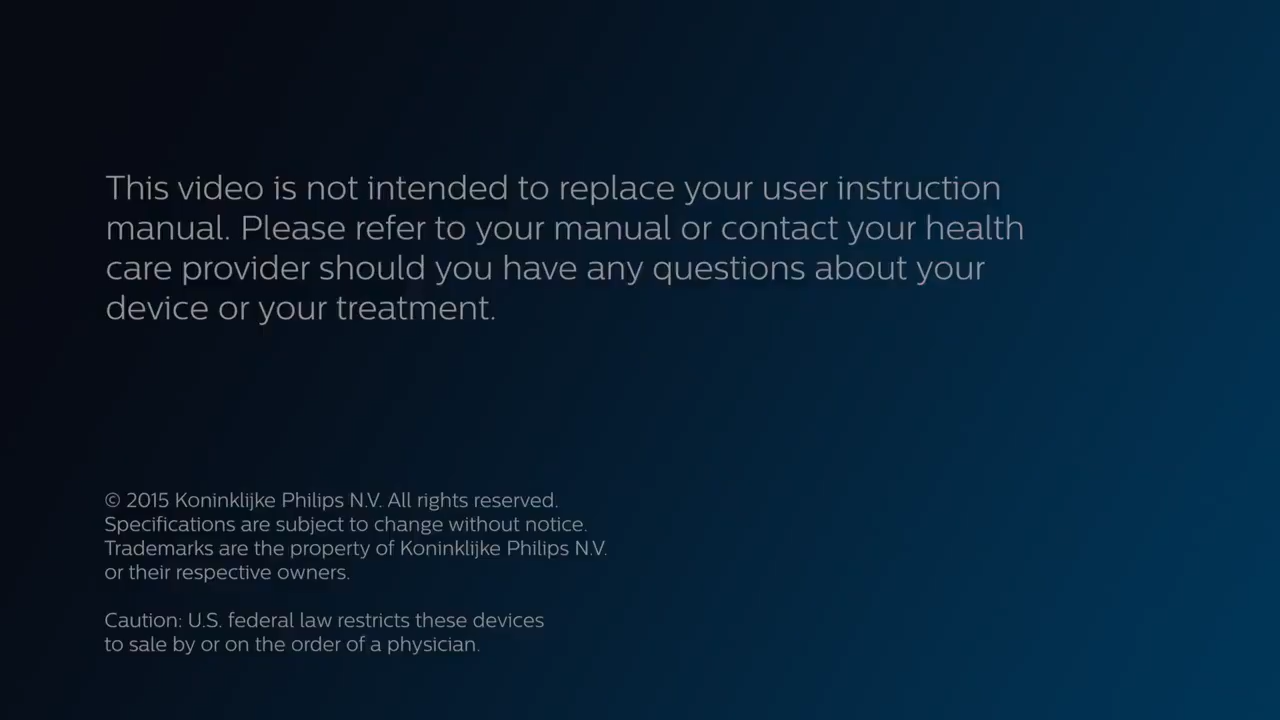 This video is not intended to replace your user instruction
manual. Please refer to your manual or contact your health
care provider should you have any questions about your
device or your treatment.
© 2015 Koninklijke Philips N.V. All rights reserved.
Specifications are subject to change without notice.
Trademarks are the property of Koninklijke Philips N.V.
or their respective owners.
Caution: U.S. federal law restricts these devices
to sale by or on the order of a physician.